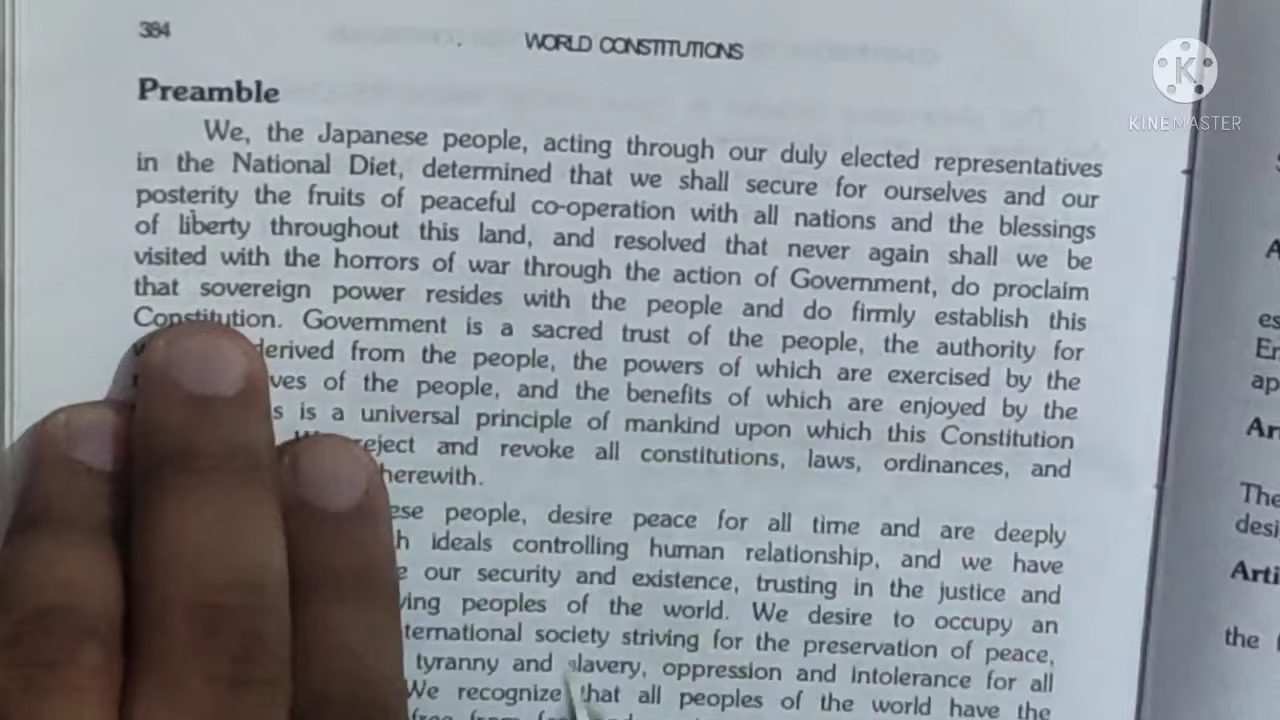 384
WORLD CONSTITUTIONS
KINEMASTER
Preamble
We, the Japanese people, acting through our duly elected representatives
in the National Diet, determined that we shall secure for ourselves and our
posterity the fruits of peaceful co-operation with all nations and the blessings
of liberty throughout this land, and resolved that never again shall we be
visited with the horrors of war through the action of Government, do proclaim
that sovereign power resides with the people and do firmly establish this
Constitution. Government is a sacred trust of the people, the authority for
derived from the people, the powers of which are exercised by the
ves of the people, and the benefits of which are enjoyed by the
s is a universal principle of mankind upon which this Constitution
We reject and revoke all constitutions, laws, ordinances, and
herewith.
ese people, desire peace for all time and are deeply
h ideals controlling human relationship, and we have
e our security and existence, trusting in the justice and
ving peoples of the world. We desire to occupy an
ternational society striving for the preservation of peace,
tyranny and slavery, oppression and intolerance for all
We recognize that all peoples of the world have the
es
En
ap
Ar
The
desi
Arti
the